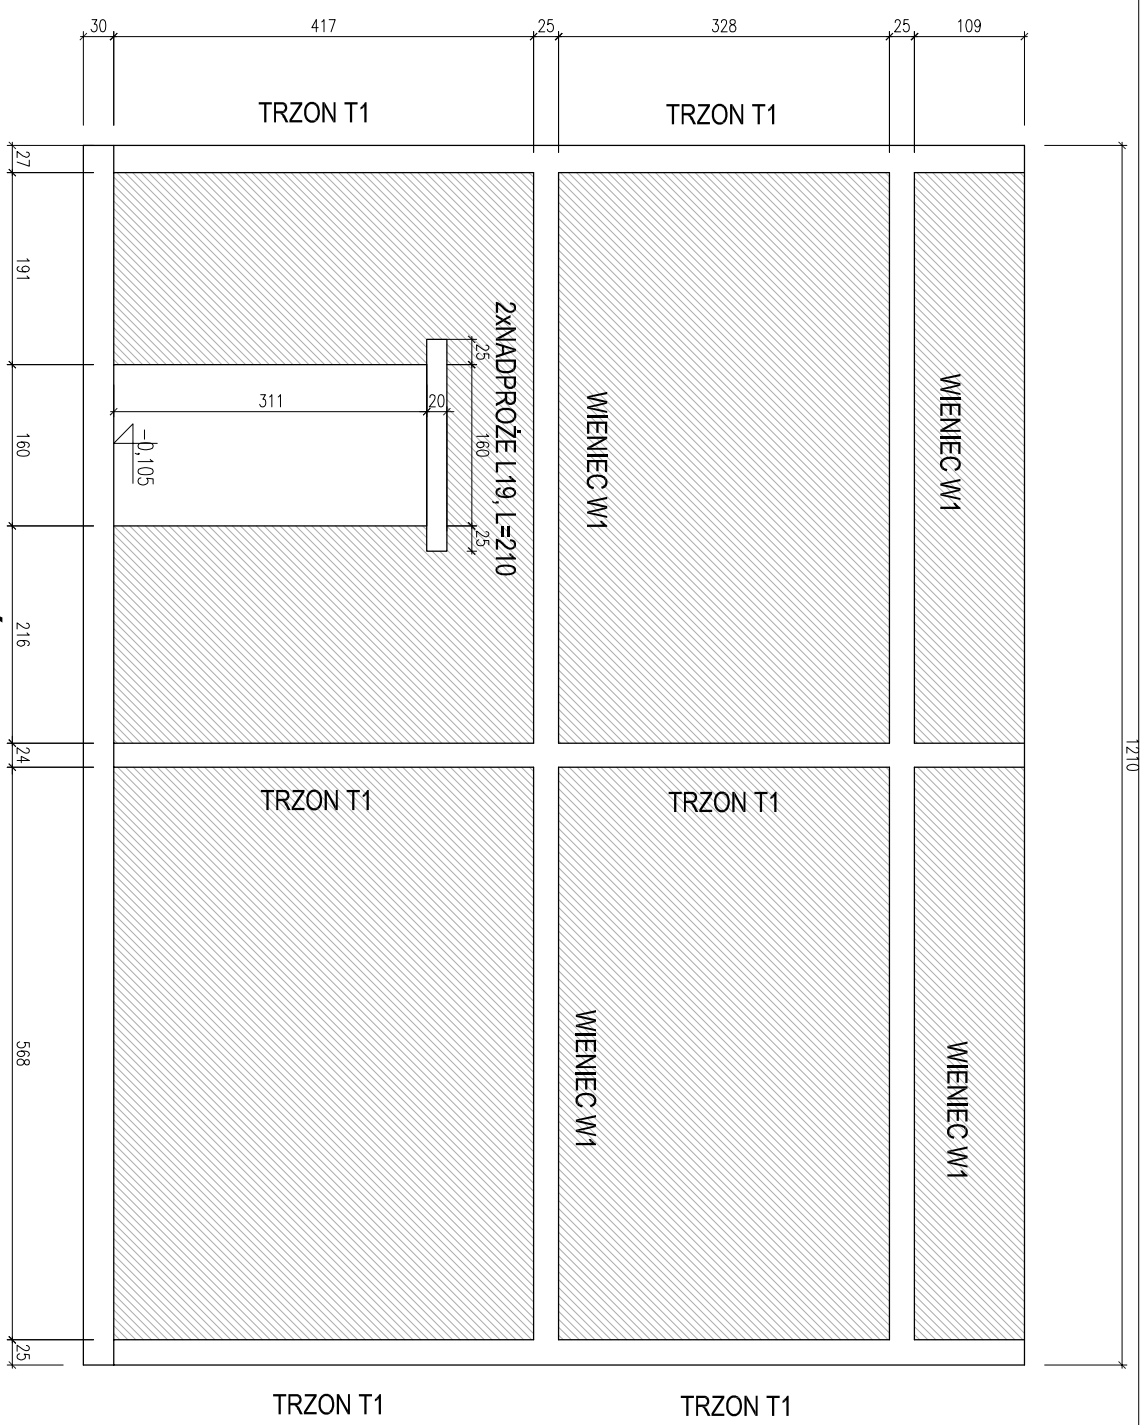 30
417
25
328
25
109
TRZON T1
TRZON T1
27
191
160
216
24
568
25
1210
2xNADPROŻE L19, L=210
25
160
25
311
20
-0,105
WIENIEC W1
WIENIEC W1
TRZON T1
TRZON T1
WIENIEC W1
WIENIEC W1
TRZON T1
TRZON T1